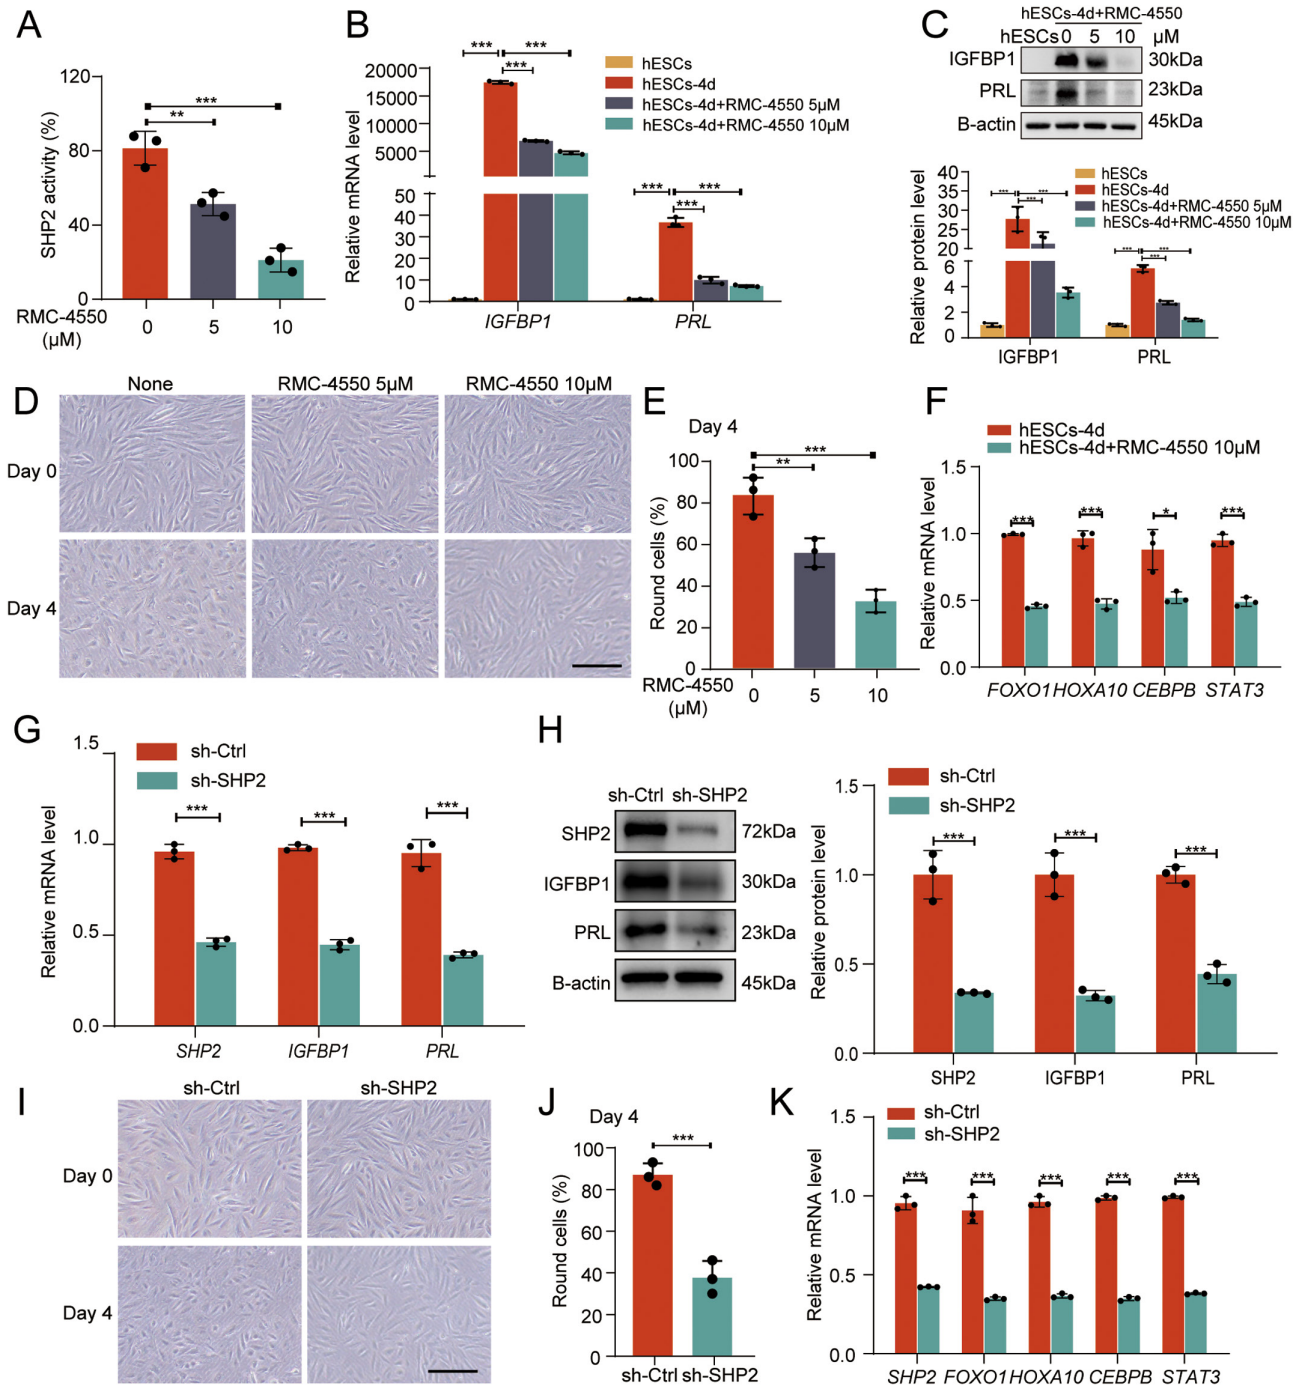 A
SHP2 activity (%)
120
80
40
0
***
**
RMC-4550
(μM)
0 5 10
B
Relative mRNA level
20000
15000
10000
5000
50
40
30
20
10
0
*** ***
***
*** ***
***
hESCs
hESCs-4d
hESCs-4d+RMC-4550 5μM
hESCs-4d+RMC-4550 10μM
IGFBP1 PRL
C
hESCs-4d+RMC-4550
hESCs 0 5 10 μM
IGFBP1 30kDa
PRL 23kDa
B-actin 45kDa
Relative protein level
40
35
30
25
20
6
4
2
0
*** ***
***
*** ***
***
hESCs
hESCs-4d
hESCs-4d+RMC-4550 5μM
hESCs-4d+RMC-4550 10μM
IGFBP1 PRL
D
None RMC-4550 5μM RMC-4550 10μM
Day 0
Day 4
E
Day 4
Round cells (%)
100
80
60
40
20
0
***
**
RMC-4550
(μM)
0 5 10
F
hESCs-4d
hESCs-4d+RMC-4550 10μM
Relative mRNA level
1.5
1.0
0.5
0.0
*** *** * ***
FOXO1 HOXA10 CEBPB STAT3
G
sh-Ctrl
sh-SHP2
Relative mRNA level
1.5
1.0
0.5
0.0
*** *** ***
SHP2 IGFBP1 PRL
H
sh-Ctrl sh-SHP2
SHP2 72kDa
IGFBP1 30kDa
PRL 23kDa
B-actin 45kDa
sh-Ctrl
sh-SHP2
Relative protein level
1.5
1.0
0.5
0.0
*** *** ***
SHP2 IGFBP1 PRL
I
sh-Ctrl sh-SHP2
Day 0
Day 4
J
Day 4
Round cells (%)
100
80
60
40
80
20
0
***
sh-Ctrl sh-SHP2
K
sh-Ctrl
sh-SHP2
Relative mRNA level
1.5
1.0
0.5
0.0
*** *** *** *** ***
SHP2 FOXO1 HOXA10 CEBPB STAT3